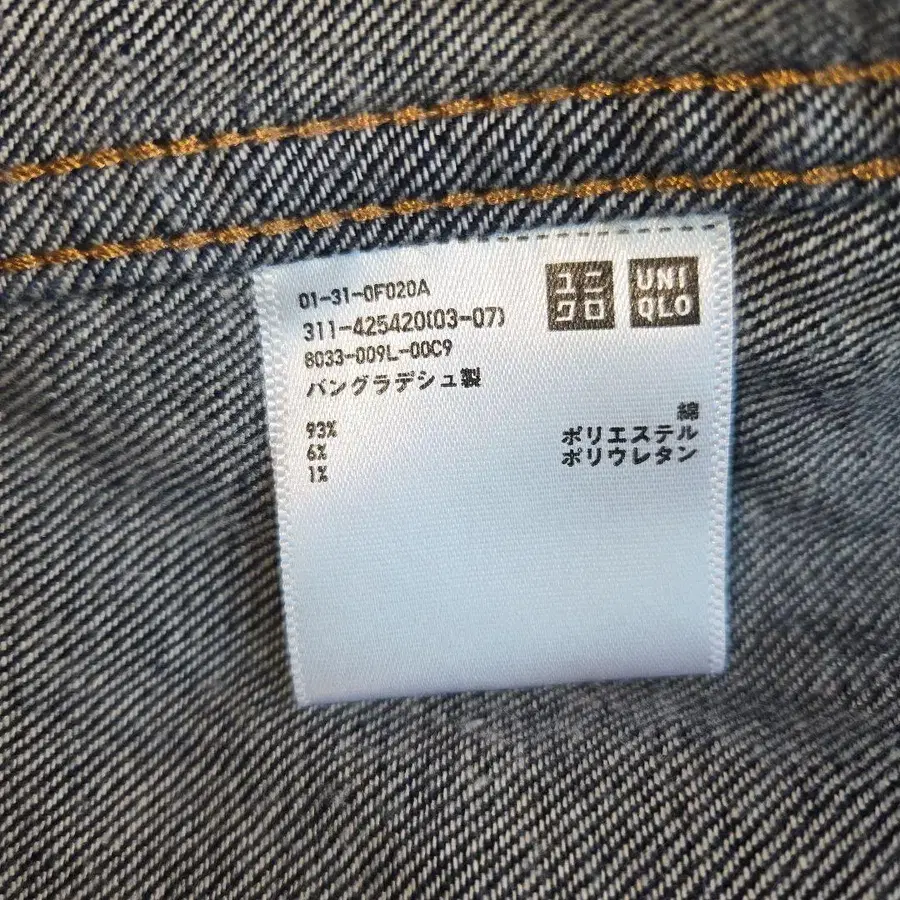 01-31-0F020A
311-425420(03-07)
8033-009L-00C9
バングラデシュ製
ユニ
クロ
UNI
QLO
93% 綿
6% ポリエステル
1% ポリウレタン